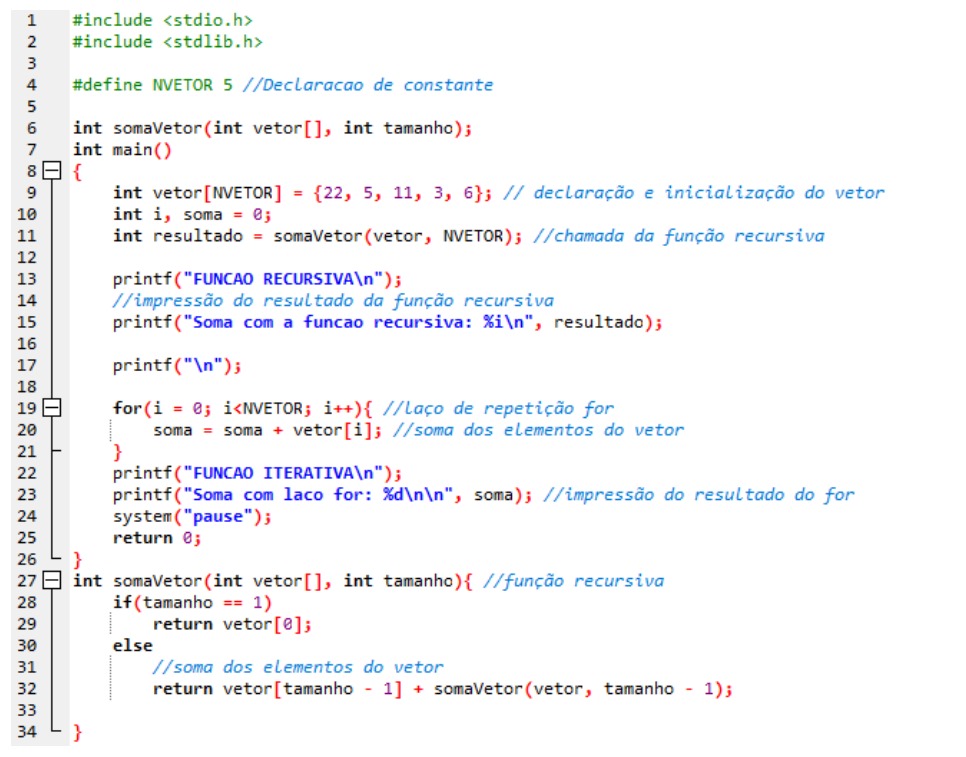 1 #include <stdio.h>
2 #include <stdlib.h>
3
4 #define NVETOR 5 //Declaracao de constante
5
6 int somaVetor(int vetor[], int tamanho);
7 int main()
8 {
9 int vetor[NVETOR] = {22, 5, 11, 3, 6}; // declaração e inicialização do vetor
10 int i, soma = 0;
11 int resultado = somaVetor(vetor, NVETOR); //chamada da função recursiva
12
13 printf("FUNCAO RECURSIVA\n");
14 //impressão do resultado da função recursiva
15 printf("Soma com a funcao recursiva: %i\n", resultado);
16
17 printf("\n");
18
19 for(i = 0; i<NVETOR; i++){ //laço de repetição for
20 soma = soma + vetor[i]; //soma dos elementos do vetor
21 }
22 printf("FUNCAO ITERATIVA\n");
23 printf("Soma com laco for: %d\n\n", soma); //impressão do resultado do for
24 system("pause");
25 return 0;
26 }
27 int somaVetor(int vetor[], int tamanho){ //função recursiva
28 if(tamanho == 1)
29 return vetor[0];
30 else
31 //soma dos elementos do vetor
32 return vetor[tamanho - 1] + somaVetor(vetor, tamanho - 1);
33
34 }